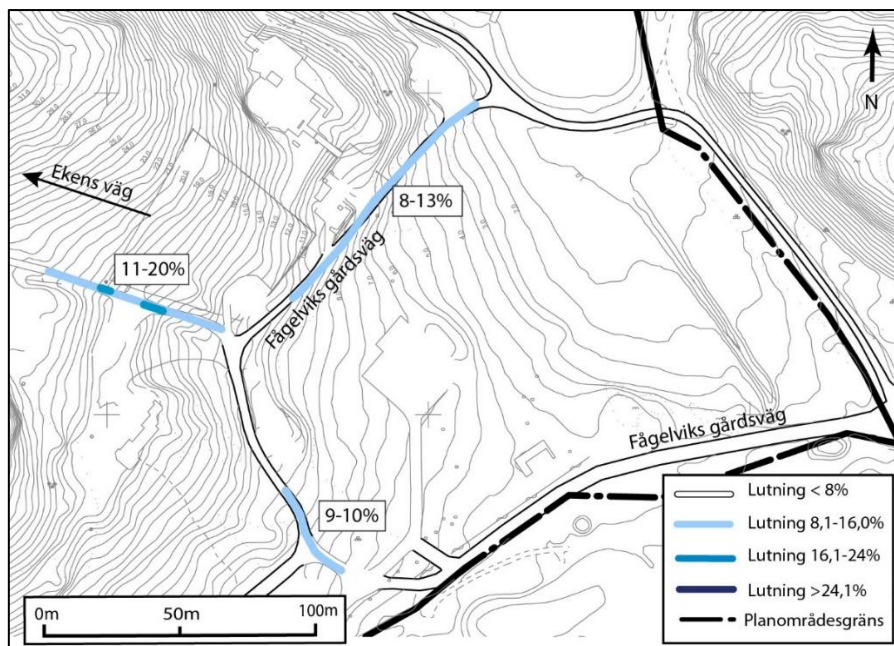 N
Ekens väg
8-13%
11-20%
Fågelviks gårdsväg
Fågelviks gårdsväg
9-10%
Lutning < 8%
Lutning 8,1-16,0%
Lutning 16,1-24%
Lutning >24,1%
Planområdesgräns
0m 50m 100m